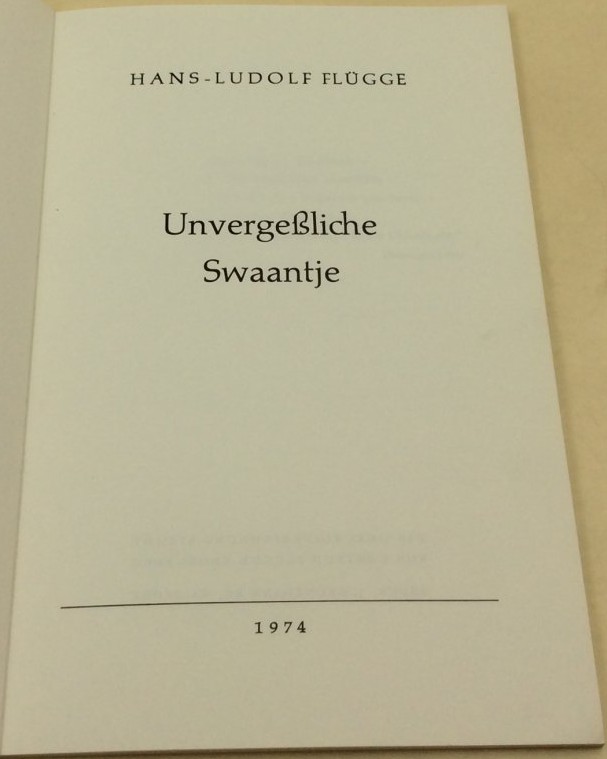 HANS-LUDOLF FLÜGGE
Unvergeßliche
Swaantje
1974